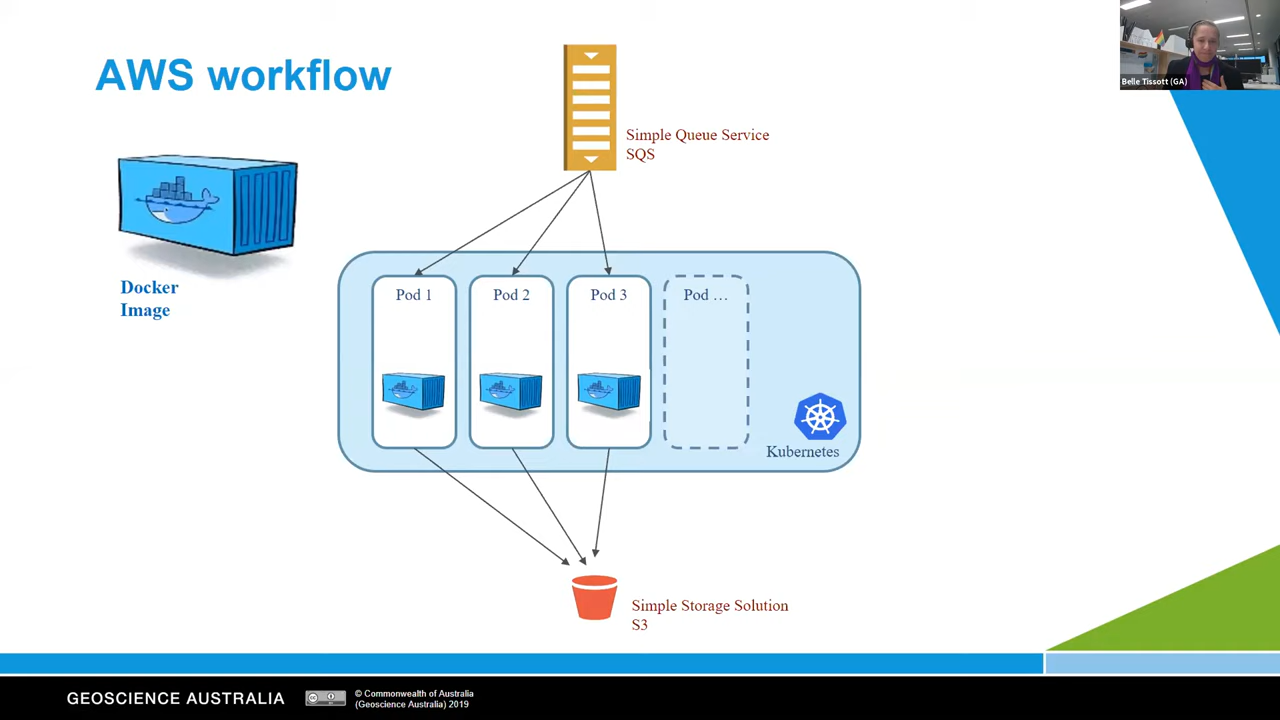 AWS workflow
Belle Tissott (GA)
Simple Queue Service
SQS
Docker
Image
Pod 1
Pod 2
Pod 3
Pod …
Kubernetes
Simple Storage Solution
S3
GEOSCIENCE AUSTRALIA
© Commonwealth of Australia
(Geoscience Australia) 2019